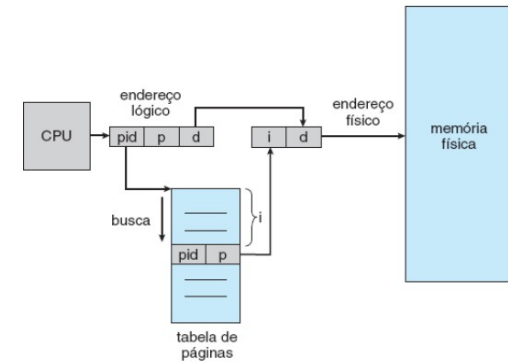 endereço
lógico
CPU
pid p d
i d
endereço
físico
memória
física
busca
i
pid p
tabela de
páginas